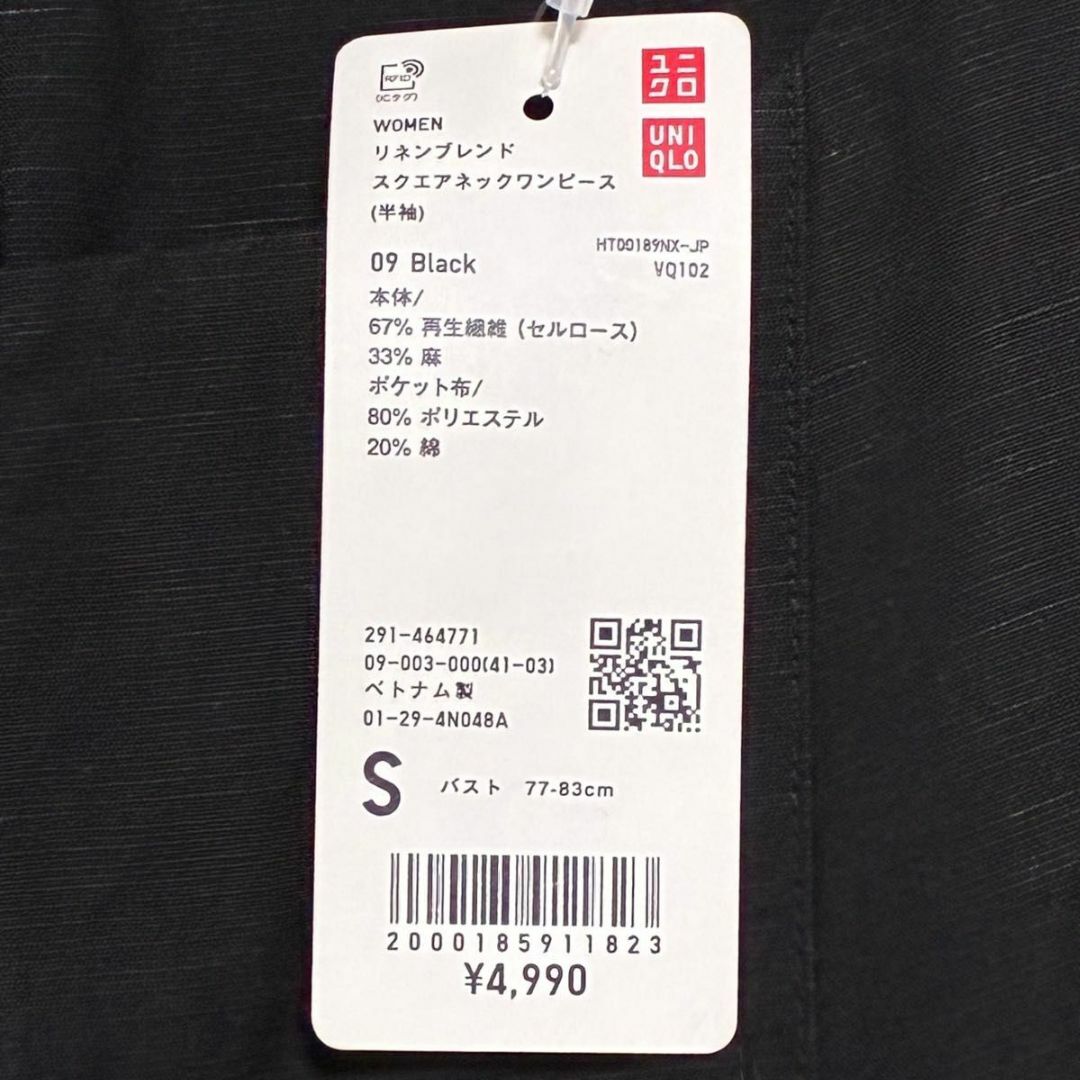 RFID
(ICタグ)
ユニ
クロ
UNI
QLO
WOMEN
リネンブレンド
スクエアネックワンピース
(半袖)
HT00189NX-JP
09 Black
VQ102
本体/
67% 再生繊維 (セルロース)
33% 麻
ポケット布/
80% ポリエステル
20% 綿
291-464771
09-003-000(41-03)
ベトナム製
01-29-4N048A
S バスト 77-83cm
2000185911823
¥4,990